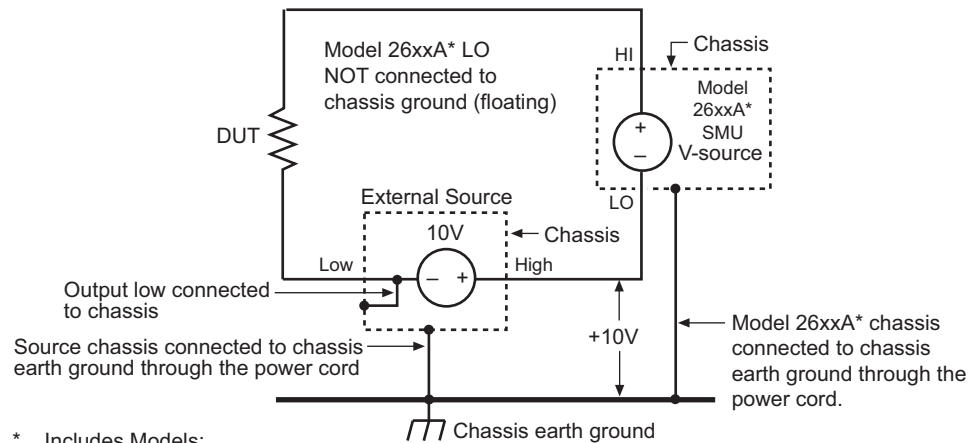 Model 26xxA* LO
NOT connected to
chassis ground (floating)
HI
Chassis
Model
26xxA*
SMU
V-source
+
–
DUT
LO
External Source
10V
Chassis
Low
– +
High
Output low connected
to chassis
+10V
Source chassis connected to chassis
earth ground through the power cord
Model 26xxA* chassis
connected to chassis
earth ground through the
power cord.
* Includes Models:
Chassis earth ground